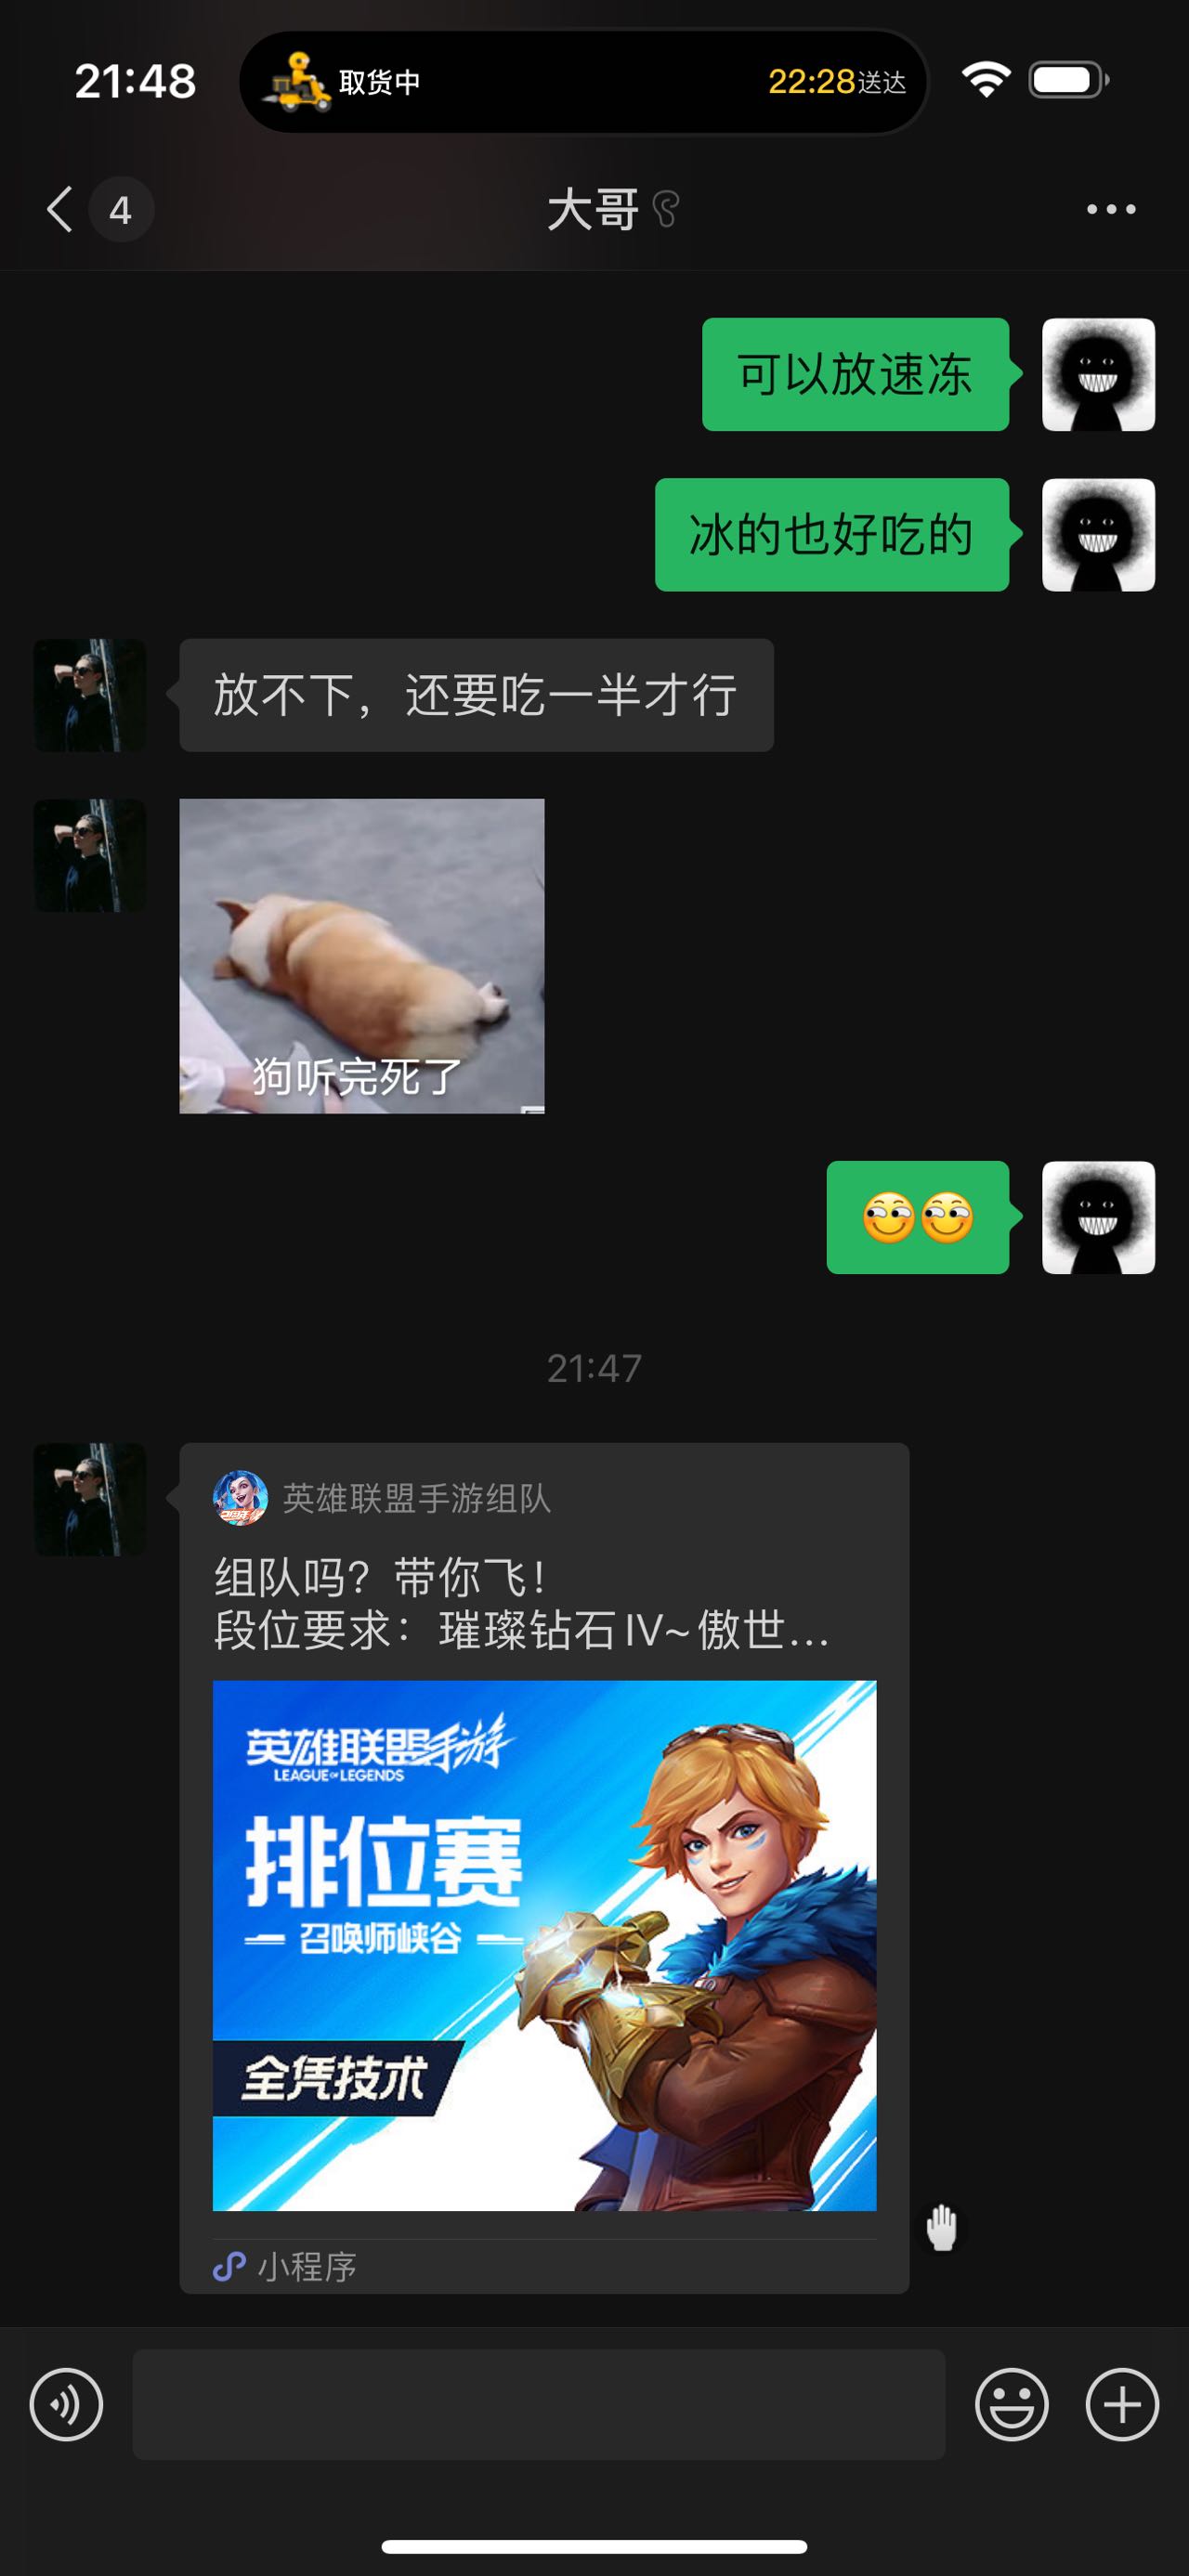 21:48
取货中
22:28送达
4
大哥
可以放速冻
冰的也好吃的
放不下，还要吃一半才行
狗听完死了
21:47
英雄联盟手游组队
组队吗？带你飞！
段位要求：璀璨钻石IV~傲世...
英雄联盟手游
LEAGUE OF LEGENDS
排位赛
召唤师峡谷
全凭技术
小程序